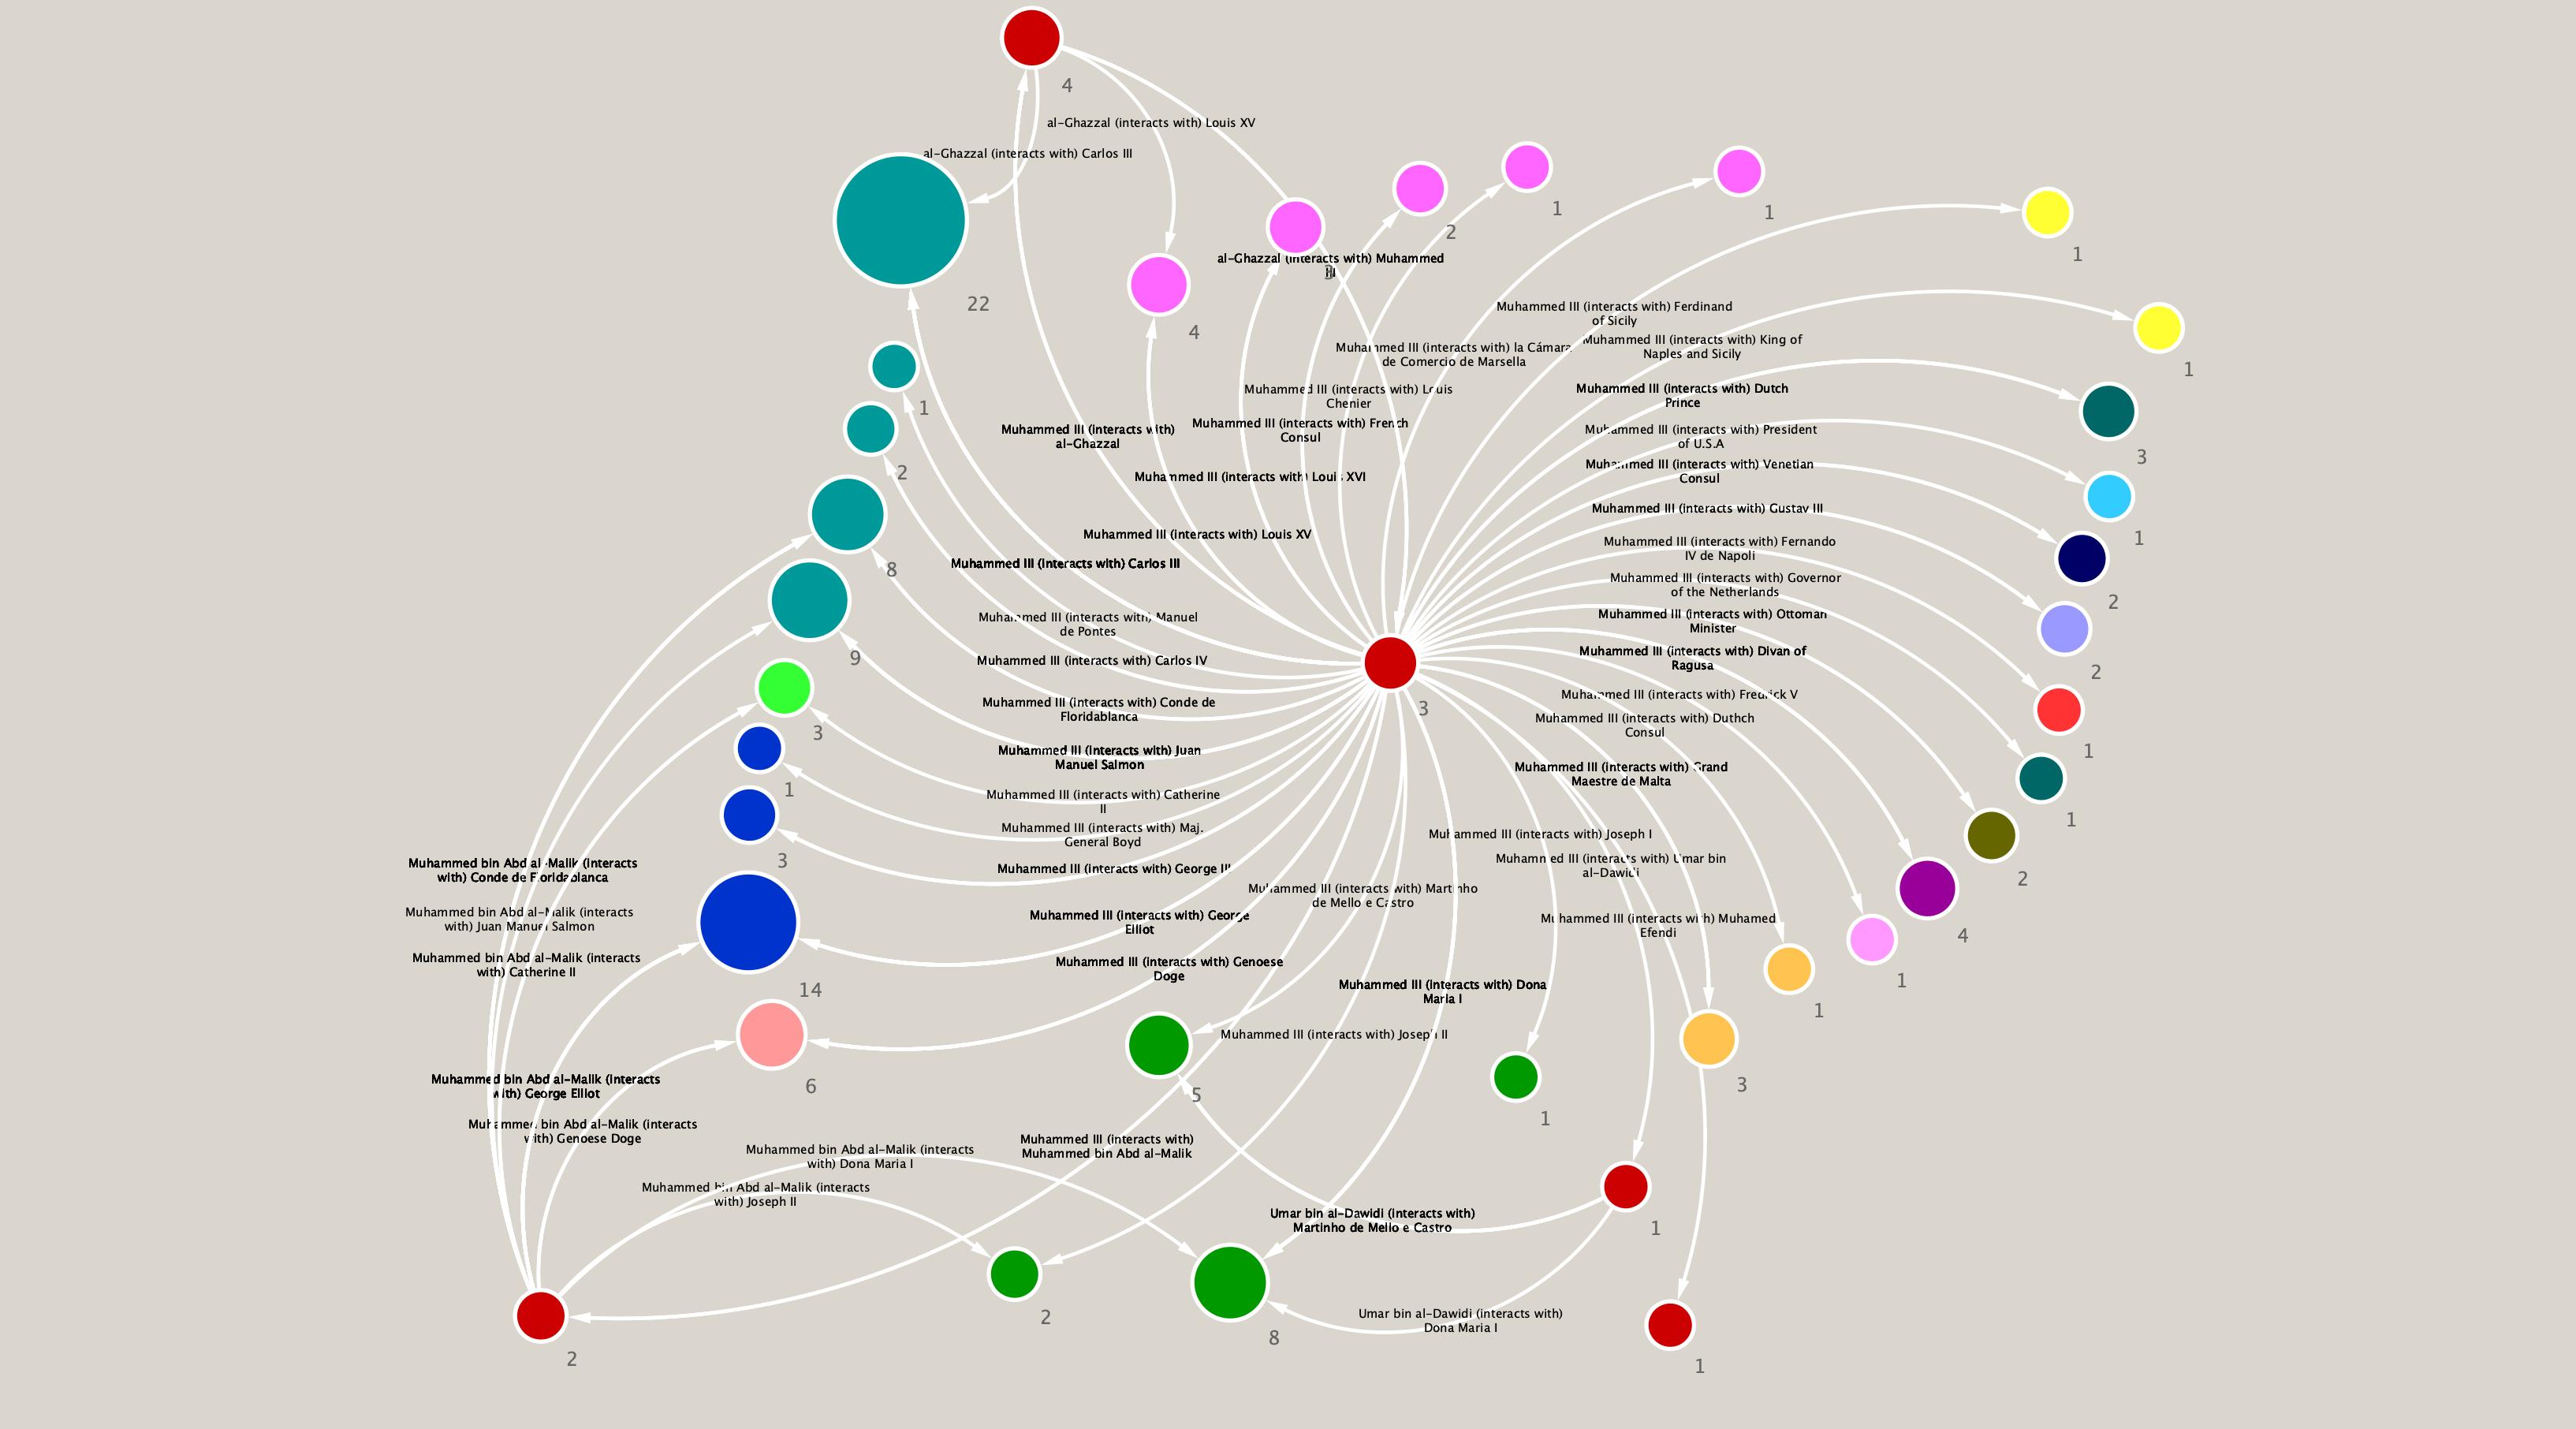 4
al-Ghazzal (interacts with) Louis XV
al-Ghazzal (interacts with) Carlos III
1
1
2
1
al-Ghazzal (interacts with) Muhammed
III
3
22
4
Muhammed III (interacts with) Ferdinand
of Sicily
Muhammed III (interacts with) King of
Naples and Sicily
1
Muhammed III (interacts with) la Cámara
de Comercio de Marsella
Muhammed III (interacts with) Louis
Chenier
Muhammed III (interacts with) Dutch
Prince
1
Muhammed III (interacts with) French
Consul
Muhammed III (interacts with)
al-Ghazzal
Muhammed III (interacts with) President
of U.S.A
3
2
Muhammed III (interacts with) Venetian
Consul
Muhammed III (interacts with) Louis XVI
Muhammed III (interacts with) Gustav III
1
Muhammed III (interacts with) Louis XV
Muhammed III (interacts with) Fernando
IV de Napoli
8
Muhammed III (interacts with) Carlos III
Muhammed III (interacts with) Governor
of the Netherlands
2
Muhammed III (interacts with) Manuel
de Pontes
Muhammed III (interacts with) Ottoman
Minister
9
Muhammed III (interacts with) Carlos IV
Muhammed III (interacts with) Divan of
Ragusa
2
Muhammed III (interacts with) Conde de
Floridablanca
3
Muhammed III (interacts with) Fredrick V
Muhammed III (interacts with) Duthch
Consul
3
Muhammed III (interacts with) Juan
Manuel Salmon
1
Muhammed III (interacts with) Grand
Maestre de Malta
1
Muhammed III (interacts with) Catherine
II
1
Muhammed III (interacts with) Maj.
General Boyd
Muhammed III (interacts with) Joseph I
3
Muhammed bin Abd al-Malik (interacts
with) Conde de Floridablanca
Muhammed III (interacts with) George III
Muhammed III (interacts with) Umar bin
al-Dawidi
2
Muhammed III (interacts with) Martinho
de Mello e Castro
Muhammed bin Abd al-Malik (interacts
with) Juan Manuel Salmon
Muhammed III (interacts with) George
Elliot
Muhammed III (interacts with) Muhamed
Efendi
4
Muhammed bin Abd al-Malik (interacts
with) Catherine II
Muhammed III (interacts with) Genoese
Doge
1
14
Muhammed III (interacts with) Dona
Maria I
1
Muhammed III (interacts with) Joseph II
6
Muhammed bin Abd al-Malik (interacts
with) George Elliot
5
3
1
Muhammed bin Abd al-Malik (interacts
with) Genoese Doge
Muhammed III (interacts with)
Muhammed bin Abd al-Malik
Muhammed bin Abd al-Malik (interacts
with) Dona Maria I
Muhammed bin Abd al-Malik (interacts
with) Joseph II
Umar bin al-Dawidi (interacts with)
Martinho de Mello e Castro
1
2
8
Umar bin al-Dawidi (interacts with)
Dona Maria I
2
1